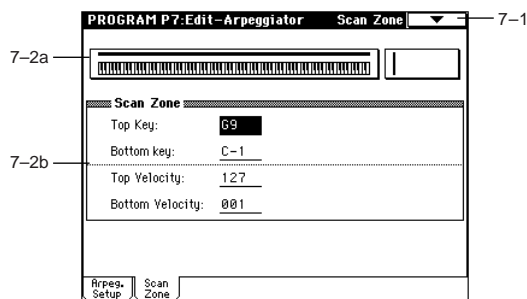 PROGRAM P7:Edit-Arpeggiator Scan Zone 7–1
7–2a
Scan Zone
Top Key: G9
Bottom key: C-1
7–2b
Top Velocity: 127
Bottom Velocity: 001
Arpeg. Setup
Scan Zone